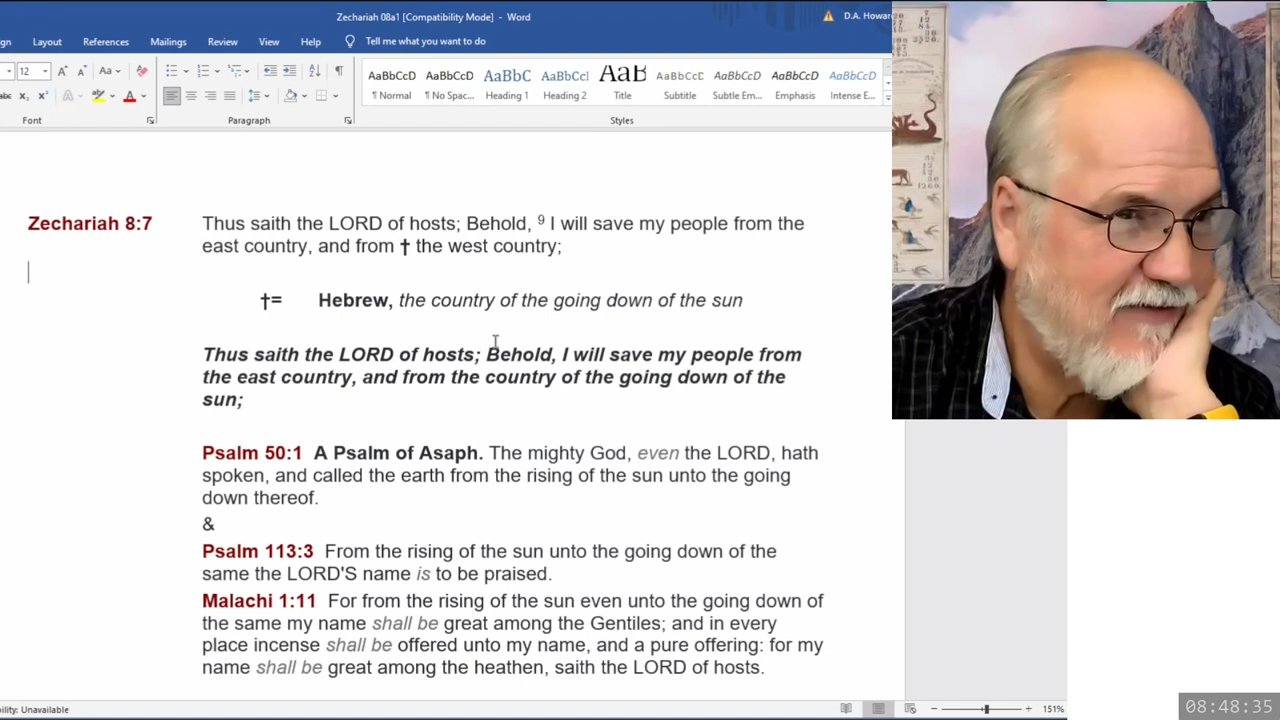 Zechariah 08a1 [Compatibility Mode] - Word
D.A. Howar
gn Layout References Mailings Review View Help Tell me what you want to do
12 Aa
abc x, x² A A
AaBbCcD AaBbCcD AaBbC AaBbCcl AaB AaBbCcD AaBbCcD AaBbCcD AaBbCcD
¶ Normal ¶ No Spac... Heading 1 Heading 2 Title Subtitle Subtle Em... Emphasis Intense E...
Font Paragraph Styles
Zechariah 8:7 Thus saith the LORD of hosts; Behold, ⁹ I will save my people from the
east country, and from † the west country;
†= Hebrew, the country of the going down of the sun
Thus saith the LORD of hosts; Behold, I will save my people from
the east country, and from the country of the going down of the
sun;
Psalm 50:1 A Psalm of Asaph. The mighty God, even the LORD, hath
spoken, and called the earth from the rising of the sun unto the going
down thereof.
&
Psalm 113:3 From the rising of the sun unto the going down of the
same the LORD'S name is to be praised.
Malachi 1:11 For from the rising of the sun even unto the going down of
the same my name shall be great among the Gentiles; and in every
place incense shall be offered unto my name, and a pure offering: for my
name shall be great among the heathen, saith the LORD of hosts.
bility: Unavailable
151%
08:48:35